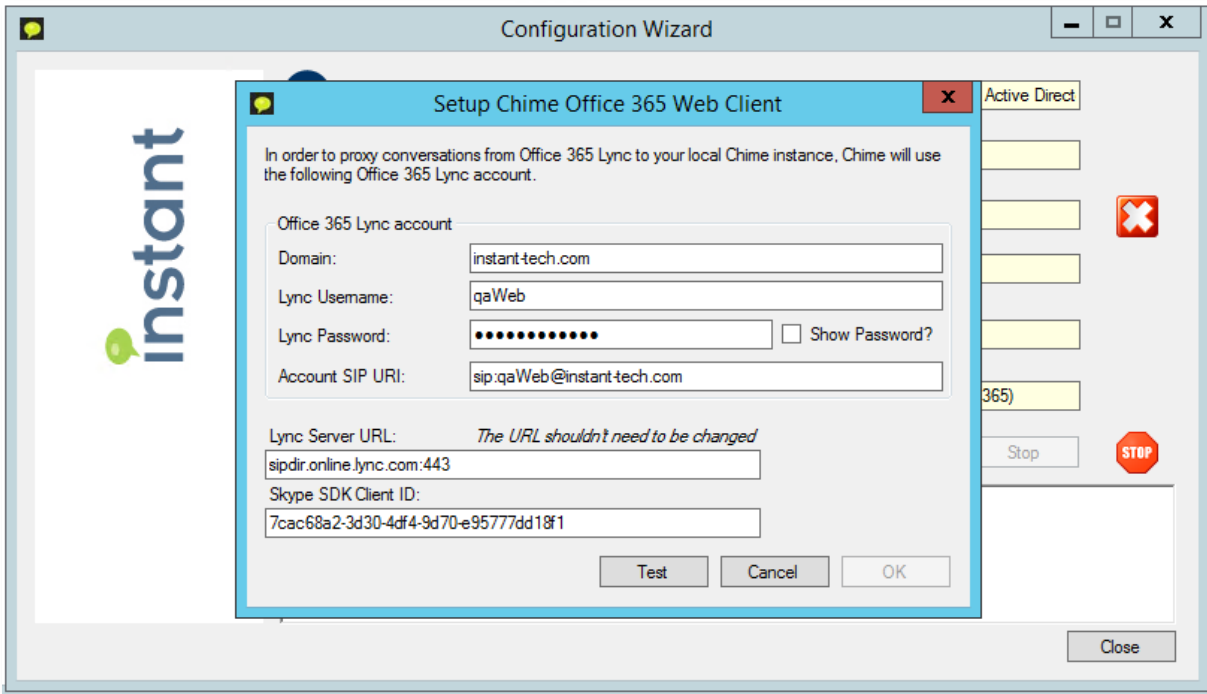 Configuration Wizard
instant
Active Direct
Setup Chime Office 365 Web Client
In order to proxy conversations from Office 365 Lync to your local Chime instance, Chime will use
the following Office 365 Lync account.
Office 365 Lync account
Domain: instant-tech.com
Lync Username: qaWeb
Lync Password: ●●●●●●●●●●●● Show Password?
Account SIP URI: sip:qaWeb@instant-tech.com
365)
Lync Server URL: The URL shouldn't need to be changed
sipdir.online.lync.com:443
Stop
STOP
Skype SDK Client ID:
7cac68a2-3d30-4df4-9d70-e95777dd18f1
Test Cancel OK
Close